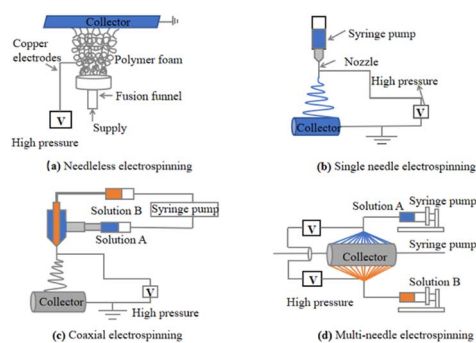 Collector
Copper
electrodes
Polymer foam
Fusion funnel
V
High pressure
Supply
(a) Needleless electrospinning
Syringe pump
Nozzle
High pressure
V
Collector
(b) Single needle electrospinning
Solution B
Syringe pump
Solution A
V
Collector
High pressure
(c) Coaxial electrospinning
Syringe pump
Solution A
V
Collector
Syringe pump
V
Solution B
High pressure
(d) Multi-needle electrospinning